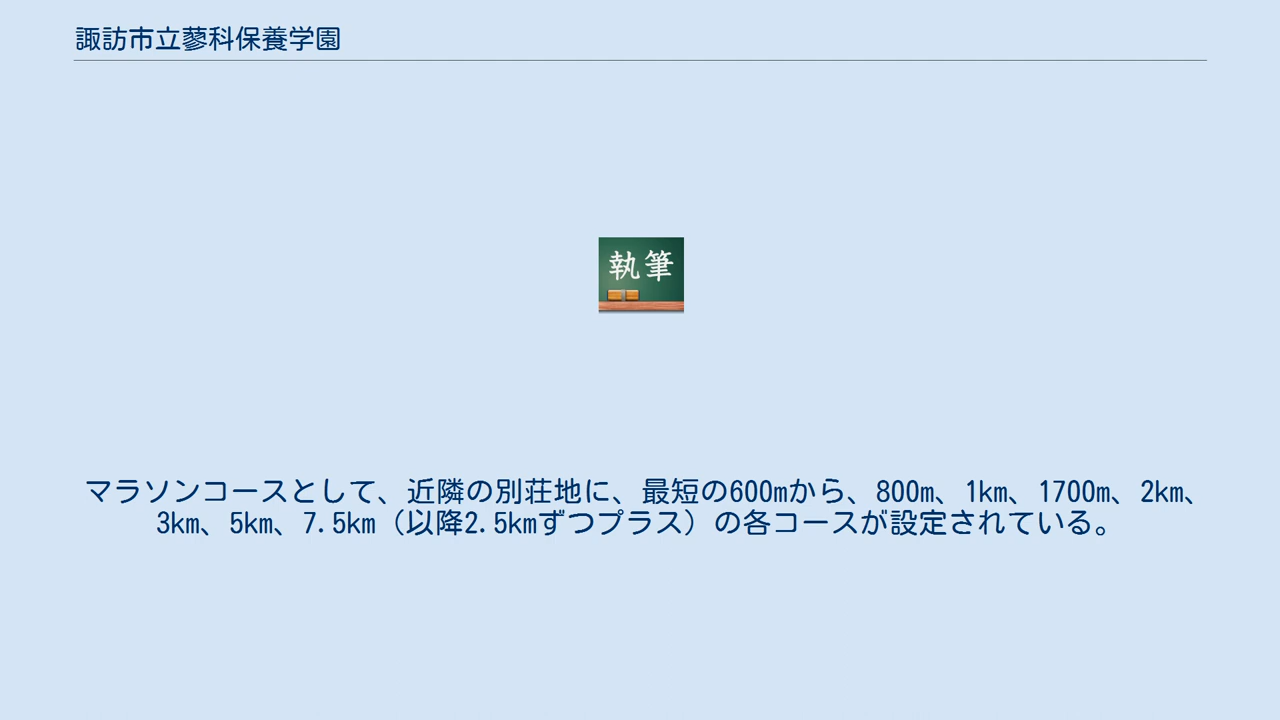 諏訪市立蓼科保養学園
執筆
マラソンコースとして、近隣の別荘地に、最短の600mから、800m、1km、1700m、2km、
3km、5km、7.5km（以降2.5kmずつプラス）の各コースが設定されている。